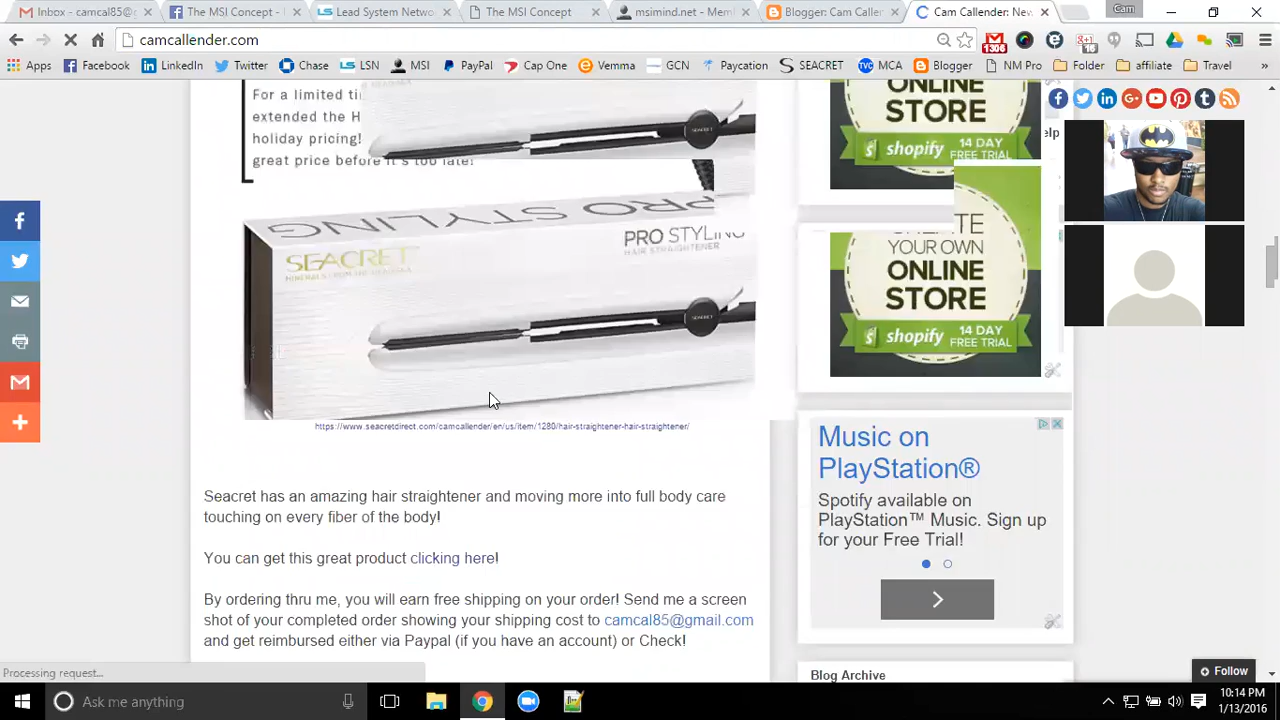 Inbox - camcal85@g
The MSI Concept -
Lead System Netwo
The MSI Concept
msimind.net - Mem
Blogger: Cam Callen
Cam Callender: New
Cam
camcallender.com
1306
16
Apps
Facebook
LinkedIn
Twitter
Chase
LSN
MSI
PayPal
Cap One
Vemma
GCN
Paycation
SEACRET
MCA
Blogger
NM Pro
Folder
affiliate
Travel
For a limited ti
extended the H
holiday pricing!
great price before it's too late!
SEACRET
PRO STYLING
SEACRET
PRO STYLING
HAIR STRAIGHTENER
SEACRET
https://www.seacretdirect.com/camcallender/en/us/item/1280/hair-straightener-hair-straightener/
Seacret has an amazing hair straightener and moving more into full body care
touching on every fiber of the body!
You can get this great product clicking here!
By ordering thru me, you will earn free shipping on your order! Send me a screen
shot of your completed order showing your shipping cost to camcal85@gmail.com
and get reimbursed either via Paypal (if you have an account) or Check!
ONLINE
STORE
shopify
14 DAY
FREE TRIAL
elp
CREATE
YOUR OWN
ONLINE
STORE
shopify
14 DAY
FREE TRIAL
Music on
PlayStation®
Spotify available on
PlayStation™ Music. Sign up
for your Free Trial!
Blog Archive
Follow
Processing request...
Ask me anything
10:14 PM
1/13/2016